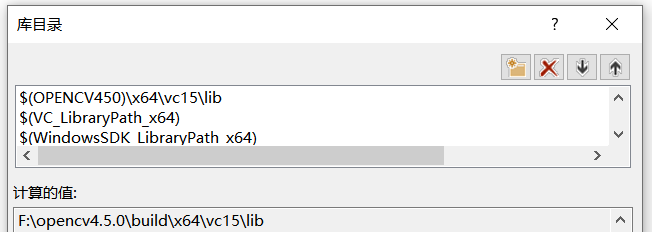 库目录
$(OPENCV450)\x64\vc15\lib
$(VC_LibraryPath_x64)
$(WindowsSDK_LibraryPath_x64)
计算的值:
F:\opencv4.5.0\build\x64\vc15\lib